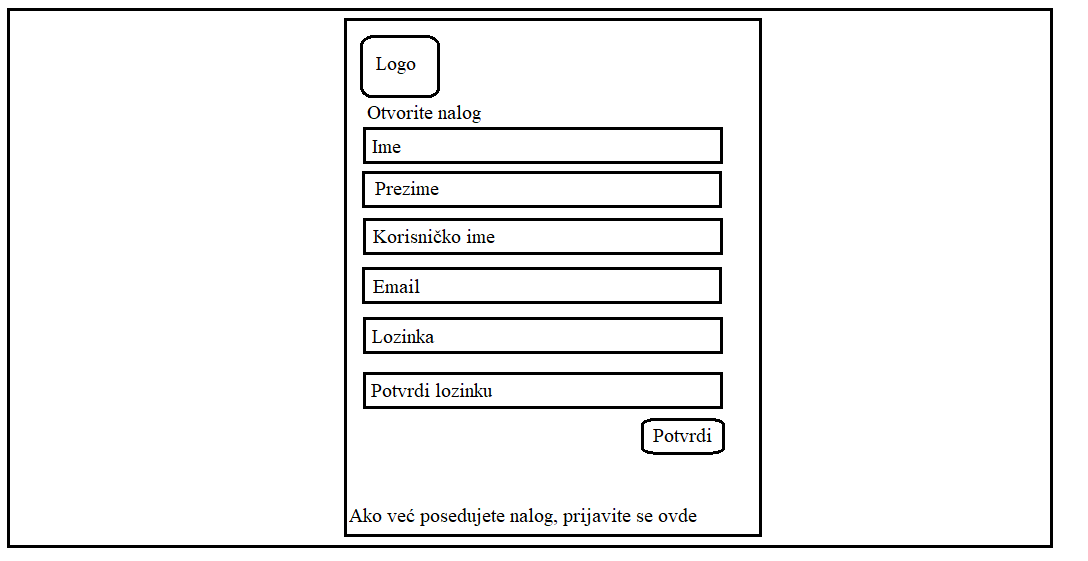 Logo
Otvorite nalog
Ime
Prezime
Korisničko ime
Email
Lozinka
Potvrdi lozinku
Potvrdi
Ako već posedujete nalog, prijavite se ovde